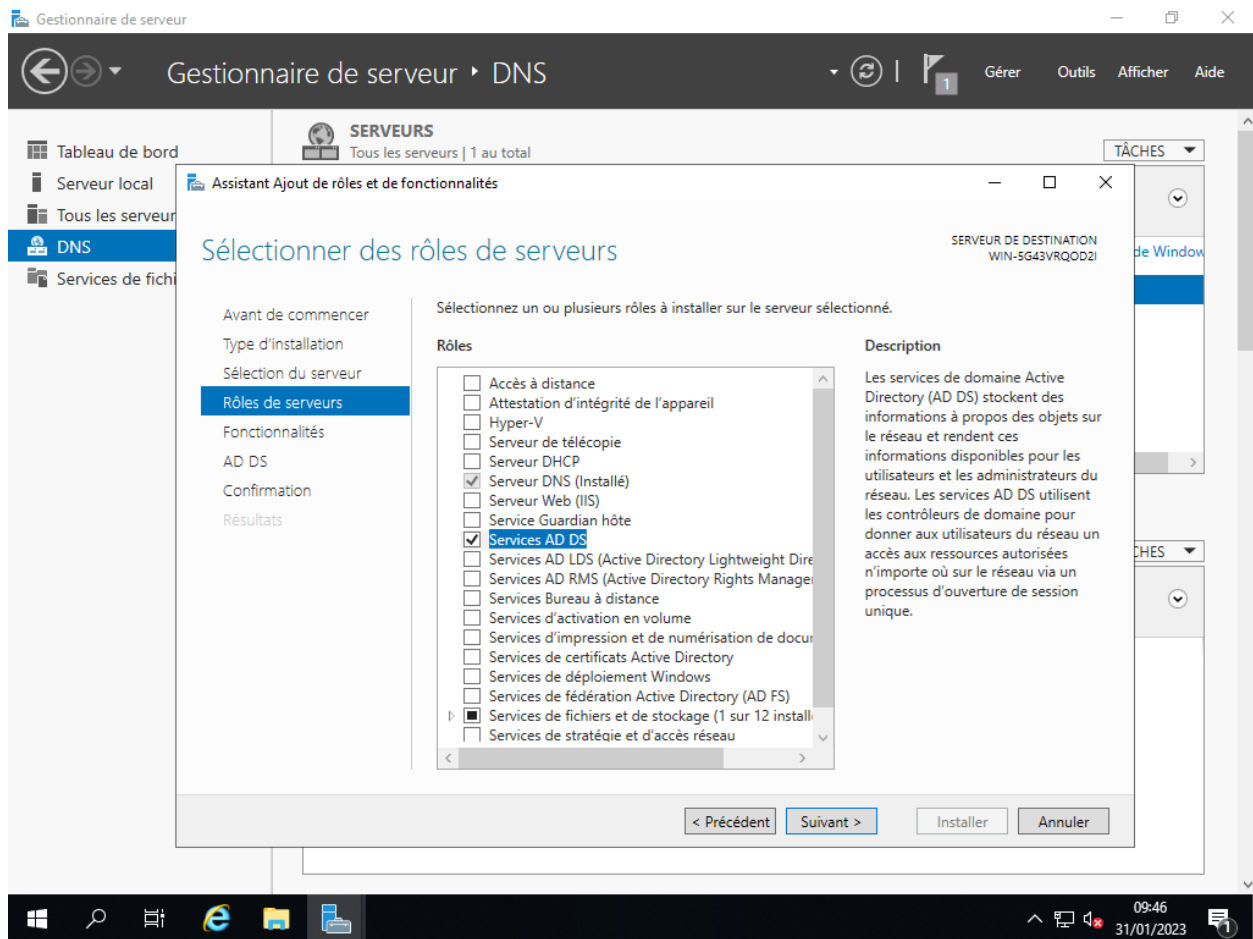 Gestionnaire de serveur
Gestionnaire de serveur ‣ DNS
1
Gérer
Outils
Afficher
Aide
Tableau de bord
Serveur local
Tous les serveur
DNS
Services de fichi
SERVEURS
Tous les serveurs | 1 au total
TÂCHES
de Window
CHES
Assistant Ajout de rôles et de fonctionnalités
Sélectionner des rôles de serveurs
SERVEUR DE DESTINATION
WIN-5G43VRQOD2I
Avant de commencer
Type d'installation
Sélection du serveur
Rôles de serveurs
Fonctionnalités
AD DS
Confirmation
Résultats
Sélectionnez un ou plusieurs rôles à installer sur le serveur sélectionné.
Rôles
Accès à distance
Attestation d'intégrité de l'appareil
Hyper-V
Serveur de télécopie
Serveur DHCP
Serveur DNS (Installé)
Serveur Web (IIS)
Service Guardian hôte
Services AD DS
Services AD LDS (Active Directory Lightweight Dire
Services AD RMS (Active Directory Rights Manage
Services Bureau à distance
Services d'activation en volume
Services d'impression et de numérisation de docu
Services de certificats Active Directory
Services de déploiement Windows
Services de fédération Active Directory (AD FS)
Services de fichiers et de stockage (1 sur 12 install
Services de stratégie et d'accès réseau
Description
Les services de domaine Active
Directory (AD DS) stockent des
informations à propos des objets sur
le réseau et rendent ces
informations disponibles pour les
utilisateurs et les administrateurs du
réseau. Les services AD DS utilisent
les contrôleurs de domaine pour
donner aux utilisateurs du réseau un
accès aux ressources autorisées
n'importe où sur le réseau via un
processus d'ouverture de session
unique.
< Précédent
Suivant >
Installer
Annuler
09:46
31/01/2023
1